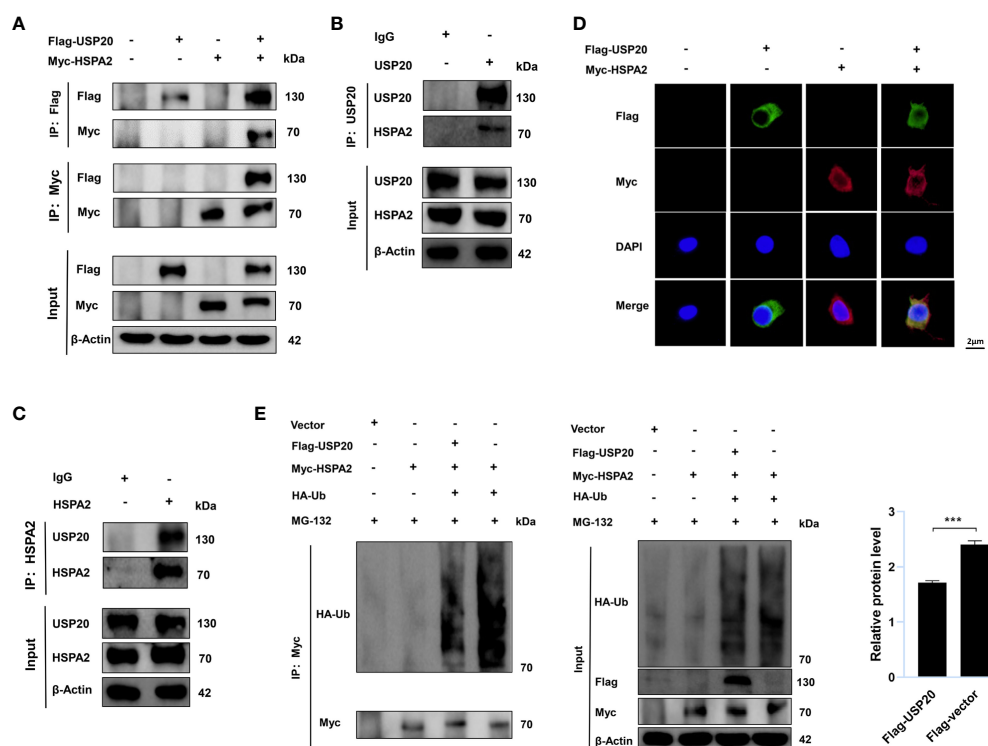 A
Flag-USP20 - + - +
Myc-HSPA2 - - + + kDa
IP: Flag
Flag 130
Myc 70
IP: Myc
Flag 130
Myc 70
Input
Flag 130
Myc 70
β-Actin 42
B
IgG + -
USP20 - + kDa
IP: USP20
USP20 130
HSPA2 70
Input
USP20 130
HSPA2 70
β-Actin 42
D
Flag-USP20 - + - +
Myc-HSPA2 - - + +
Flag
Myc
DAPI
Merge
2μm
C
IgG + -
HSPA2 - + kDa
IP: HSPA2
USP20 130
HSPA2 70
Input
USP20 130
HSPA2 70
β-Actin 42
E
Vector + - - -
Flag-USP20 - - + -
Myc-HSPA2 - + + +
HA-Ub - - + +
MG-132 + + + + kDa
IP: Myc
HA-Ub
70
Myc 70
Vector + - - -
Flag-USP20 - - + -
Myc-HSPA2 - + + +
HA-Ub - - + +
MG-132 + + + + kDa
Input
HA-Ub
70
Flag 130
Myc 70
β-Actin 42
Relative protein level
3
2
1
0
***
Flag-USP20
Flag-vector